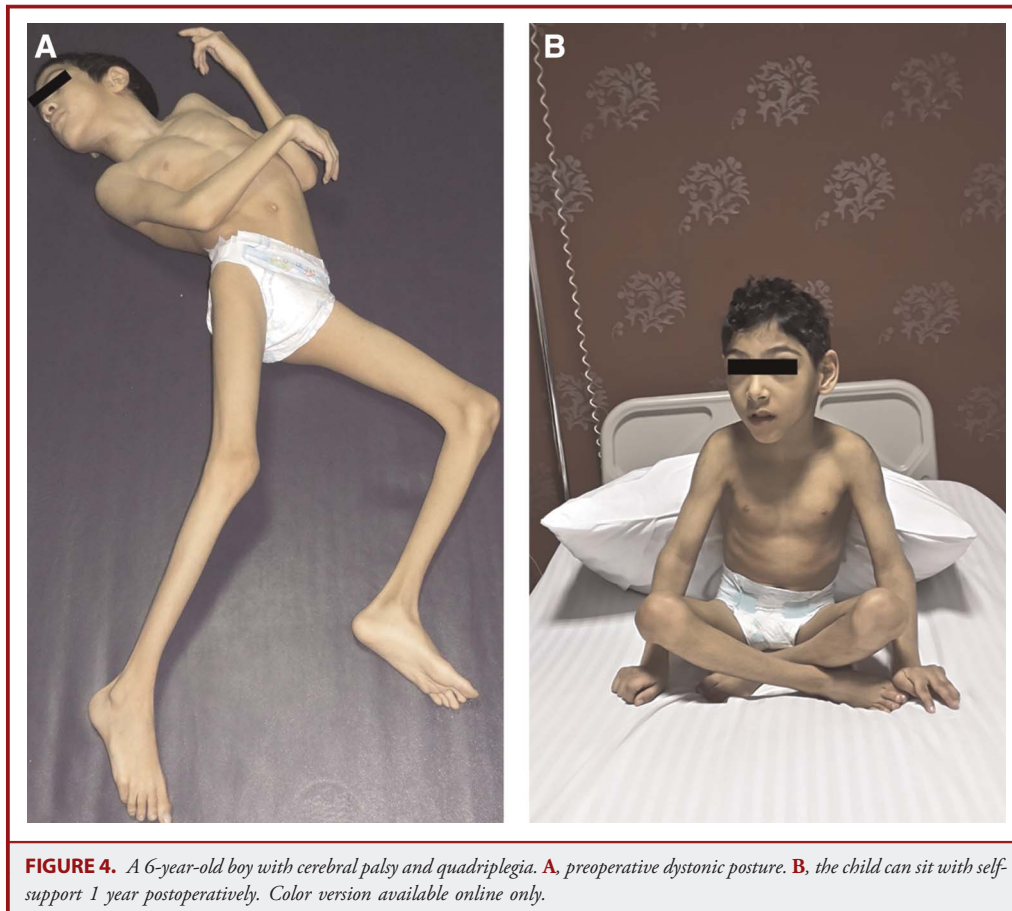 A
B
FIGURE 4. A 6-year-old boy with cerebral palsy and quadriplegia. A, preoperative dystonic posture. B, the child can sit with self-
support 1 year postoperatively. Color version available online only.